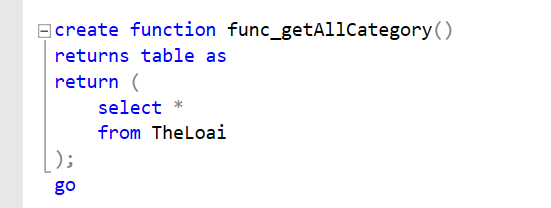 create function func_getAllCategory()
returns table as
return (
    select *
    from TheLoai
);
go